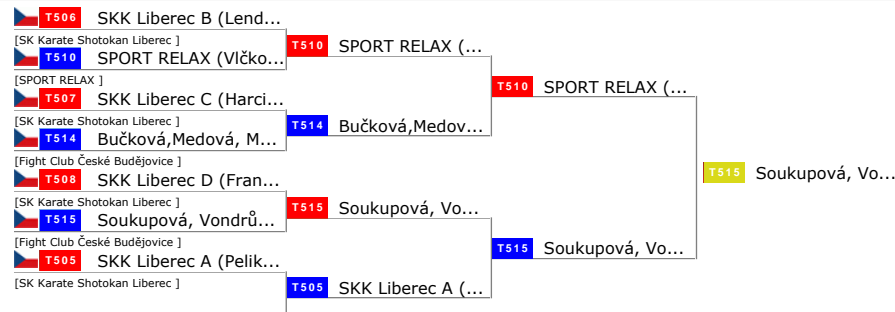 T506 SKK Liberec B (Lend...
[SK Karate Shotokan Liberec ]
T510 SPORT RELAX (Vlčko...
[SPORT RELAX ]
T507 SKK Liberec C (Harci...
[SK Karate Shotokan Liberec ]
T514 Bučková,Medová, M...
[Fight Club České Budějovice ]
T508 SKK Liberec D (Fran...
[SK Karate Shotokan Liberec ]
T515 Soukupová, Vondrů...
[Fight Club České Budějovice ]
T505 SKK Liberec A (Pelik...
[SK Karate Shotokan Liberec ]
T510 SPORT RELAX (...
T514 Bučková,Medov...
T515 Soukupová, Vo...
T505 SKK Liberec A (...
T510 SPORT RELAX (...
T515 Soukupová, Vo...
T515 Soukupová, Vo...